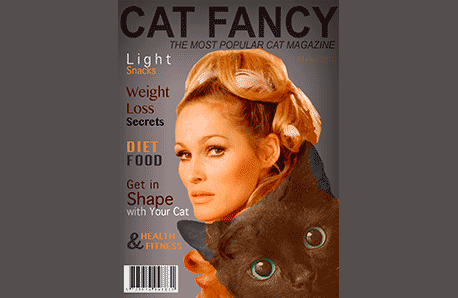 CAT FANCY
THE MOST POPULAR CAT MAGAZINE
Light
Snacks
Weight
Loss
Secrets
DIET
FOOD
Get in
Shape
with Your Cat
& HEALTH
FITNESS